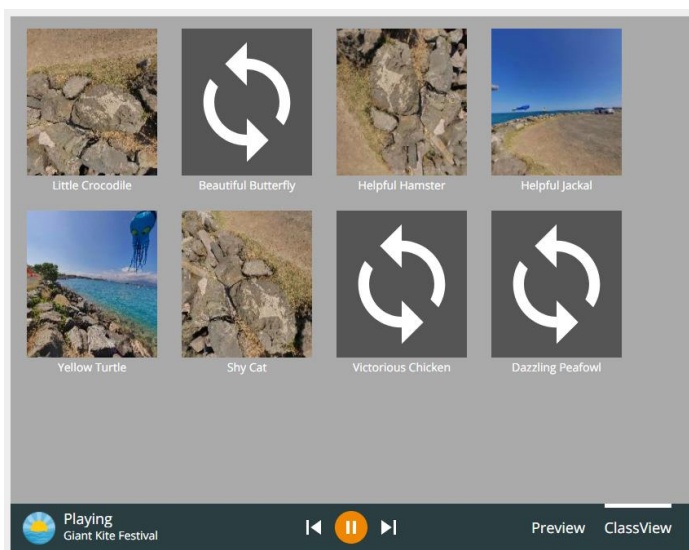 Little Crocodile
Beautiful Butterfly
Helpful Hamster
Helpful Jackal
Yellow Turtle
Shy Cat
Victorious Chicken
Dazzling Peafowl
Playing
Giant Kite Festival
Preview
ClassView